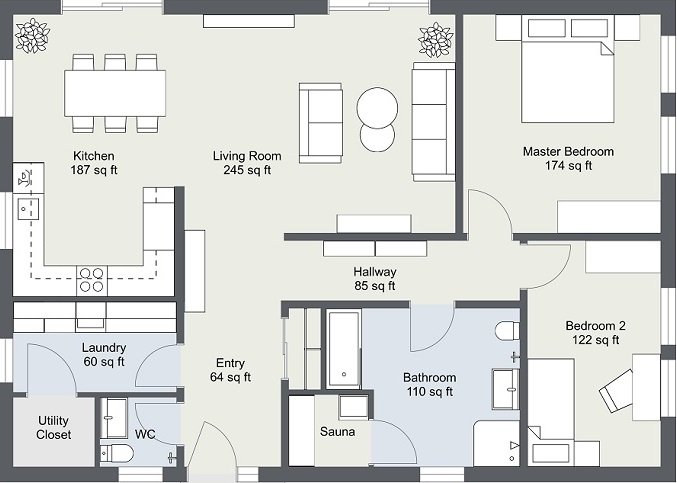 Kitchen
187 sq ft
Living Room
245 sq ft
Master Bedroom
174 sq ft
Hallway
85 sq ft
Bedroom 2
122 sq ft
Laundry
60 sq ft
Entry
64 sq ft
Bathroom
110 sq ft
Utility
Closet
WC
Sauna